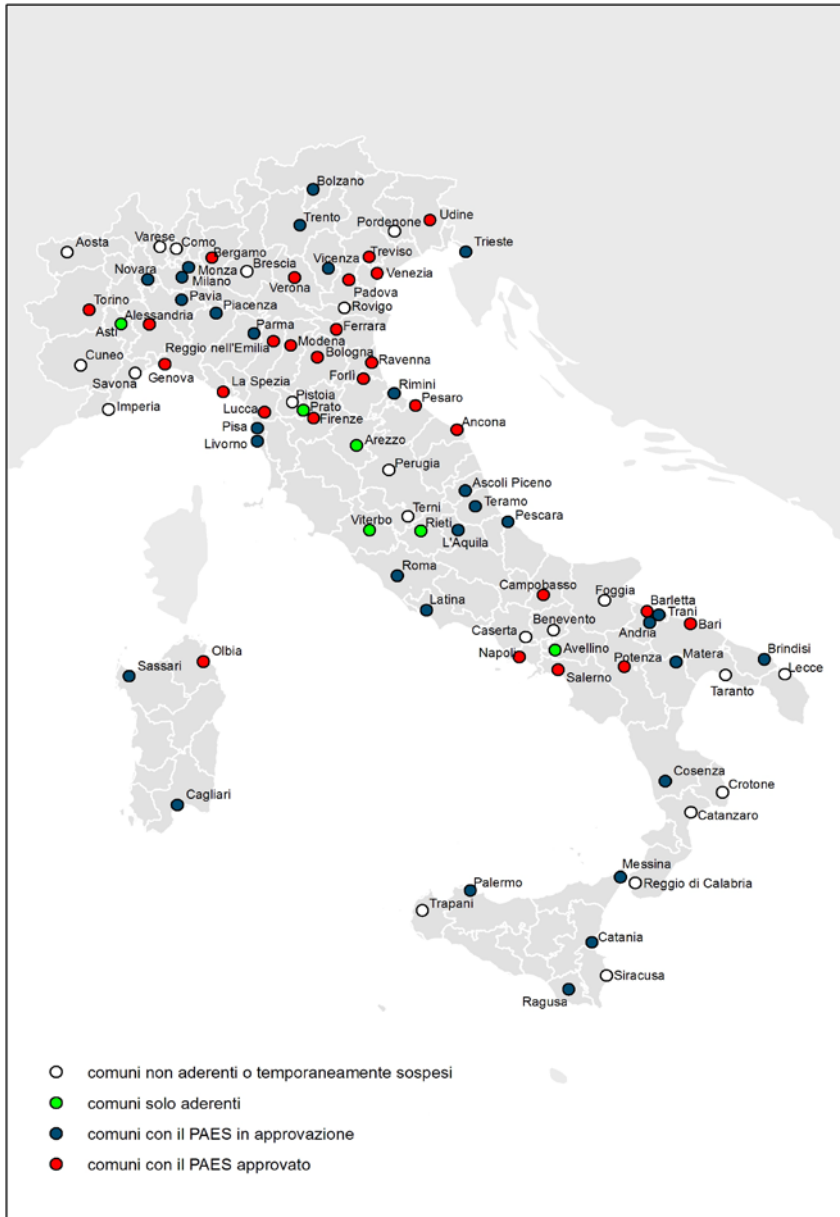 Bolzano
Udine
Trento
Pordenone
Varese
Aosta
Como
Trieste
Bergamo
Treviso
Vicenza
Brescia
Novara
Monza
Venezia
Milano
Verona
Padova
Pavia
Torino
Piacenza
Rovigo
Alessandria
Asti
Parma
Ferrara
Modena
Reggio nell'Emilia
Bologna
Cuneo
Ravenna
Genova
Savona
Forlì
La Spezia
Rimini
Pistoia
Pesaro
Imperia
Prato
Lucca
Firenze
Ancona
Pisa
Livorno
Arezzo
Perugia
Ascoli Piceno
Teramo
Terni
Viterbo
Rieti
Pescara
L'Aquila
Roma
Campobasso
Foggia
Latina
Barletta
Trani
Benevento
Bari
Caserta
Andria
Olbia
Napoli
Avellino
Potenza
Matera
Brindisi
Sassari
Salerno
Lecce
Taranto
Cosenza
Crotone
Cagliari
Catanzaro
Messina
Palermo
Reggio di Calabria
Trapani
Catania
Siracusa
Ragusa
comuni non aderenti o temporaneamente sospesi
comuni solo aderenti
comuni con il PAES in approvazione
comuni con il PAES approvato